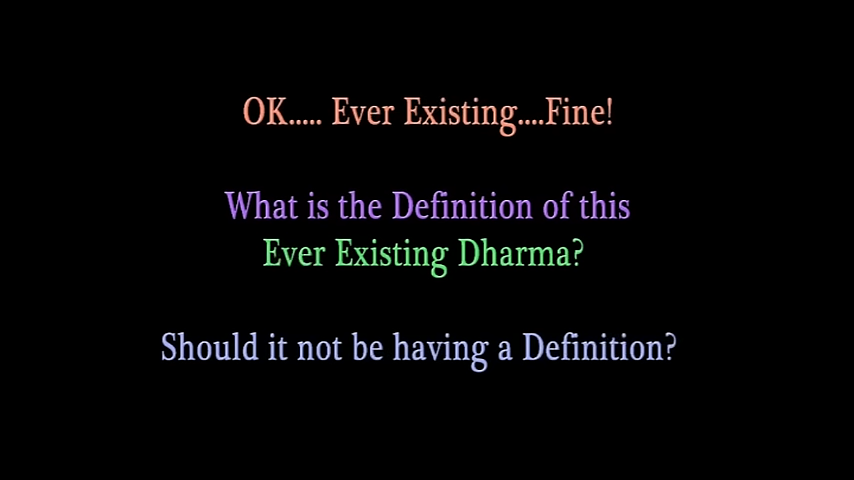 OK..... Ever Existing....Fine!
What is the Definition of this
Ever Existing Dharma?
Should it not be having a Definition?